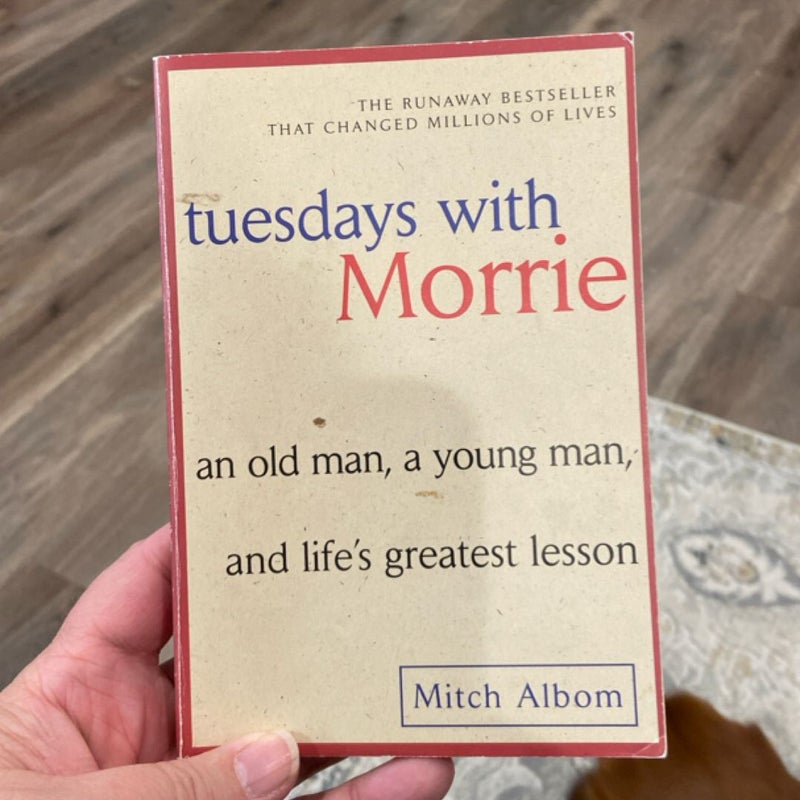 THE RUNAWAY BESTSELLER
THAT CHANGED MILLIONS OF LIVES
tuesdays with
Morrie
an old man, a young man,
and life's greatest lesson
Mitch Albom